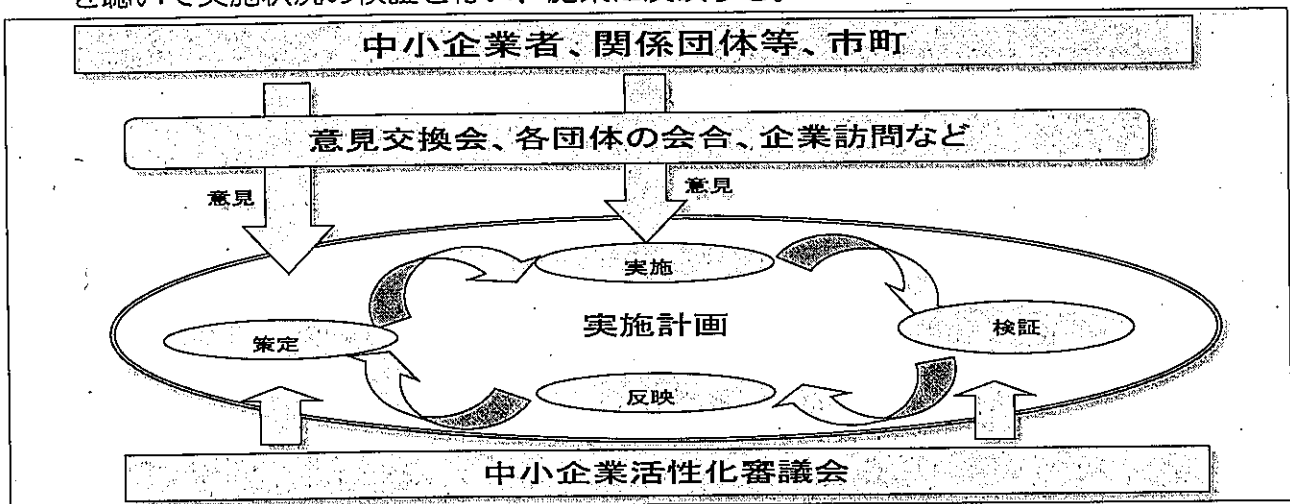 中小企業者、関係団体等、市町
意見交換会、各団体の会合、企業訪問など
意見
意見
実施
実施計画
策定
検証
反映
中小企業活性化審議会